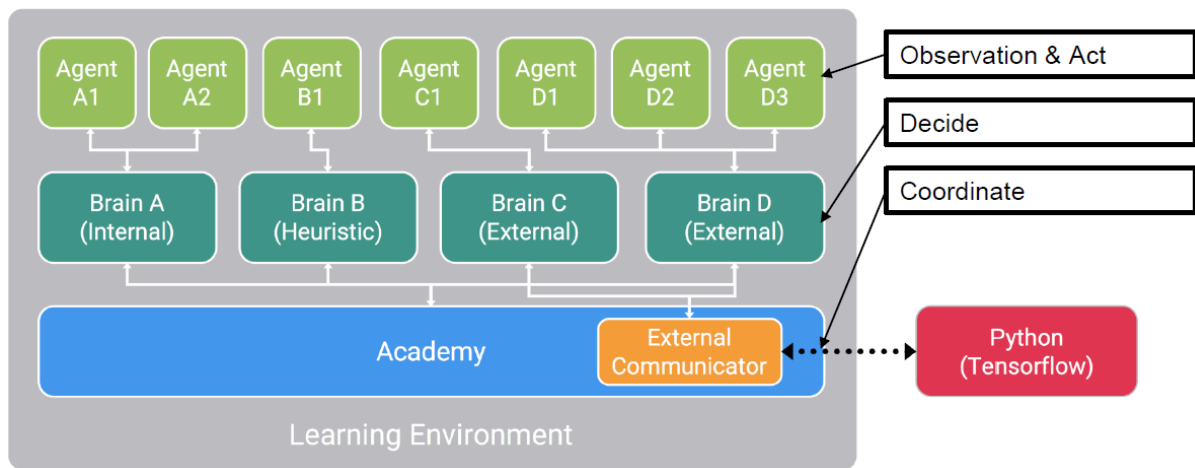 Agent
A1
Agent
A2
Agent
B1
Agent
C1
Agent
D1
Agent
D2
Agent
D3
Observation & Act
Decide
Coordinate
Brain A
(Internal)
Brain B
(Heuristic)
Brain C
(External)
Brain D
(External)
Academy
External
Communicator
Python
(Tensorflow)
Learning Environment